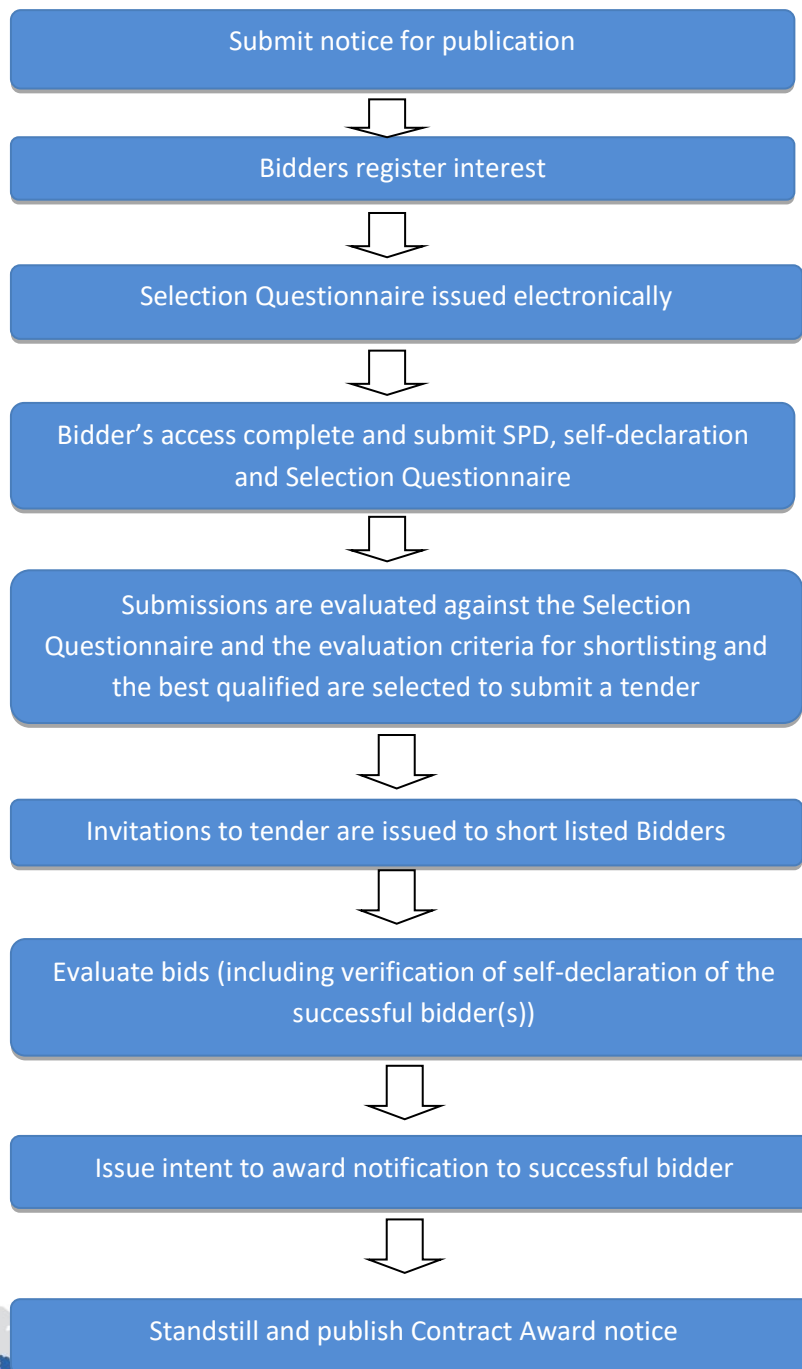 Submit notice for publication
Bidders register interest
Selection Questionnaire issued electronically
Bidder’s access complete and submit SPD, self-declaration
and Selection Questionnaire
Submissions are evaluated against the Selection
Questionnaire and the evaluation criteria for shortlisting and
the best qualified are selected to submit a tender
Invitations to tender are issued to short listed Bidders
Evaluate bids (including verification of self-declaration of the
successful bidder(s))
Issue intent to award notification to successful bidder
Standstill and publish Contract Award notice